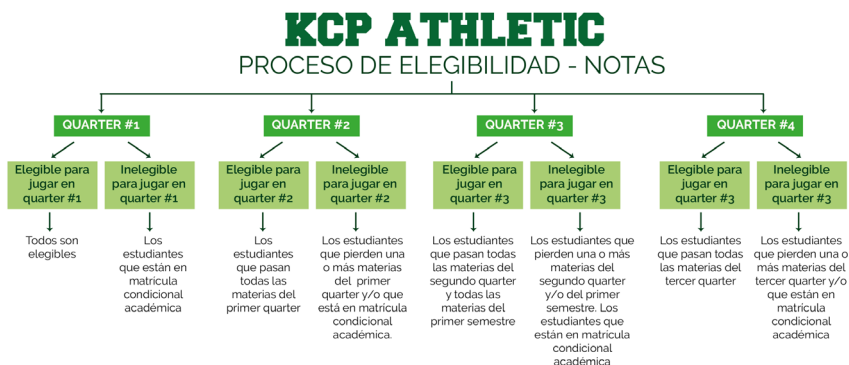 KCP ATHLETIC
PROCESO DE ELEGIBILIDAD - NOTAS
QUARTER #1
Elegible para
jugar en
quarter #1
Todos son
elegibles
Inelegible
para jugar en
quarter #1
Los
estudiantes
que están en
matrícula
condicional
académica
QUARTER #2
Elegible para
jugar en
quarter #2
Los
estudiantes
que pasan
todas las
materias del
primer quarter
Inelegible
para jugar en
quarter #2
Los estudiantes
que pierden una
o más materias
del primer
quarter y/o que
está en matrícula
condicional
académica.
QUARTER #3
Elegible para
jugar en
quarter #3
Los estudiantes
que pasan todas
las materias del
segundo quarter
y todas las
materias del
primer semestre
Inelegible
para jugar en
quarter #3
Los estudiantes que
pierden una o más
materias del
segundo quarter
y/o del primer
semestre. Los
estudiantes que
están en matrícula
condicional
académica
QUARTER #4
Elegible para
jugar en
quarter #3
Los estudiantes
que pasan todas
las materias del
tercer quarter
Inelegible
para jugar en
quarter #3
Los estudiantes
que pierden una o
más materias del
tercer quarter y/o
que están en
matrícula
condicional
académica